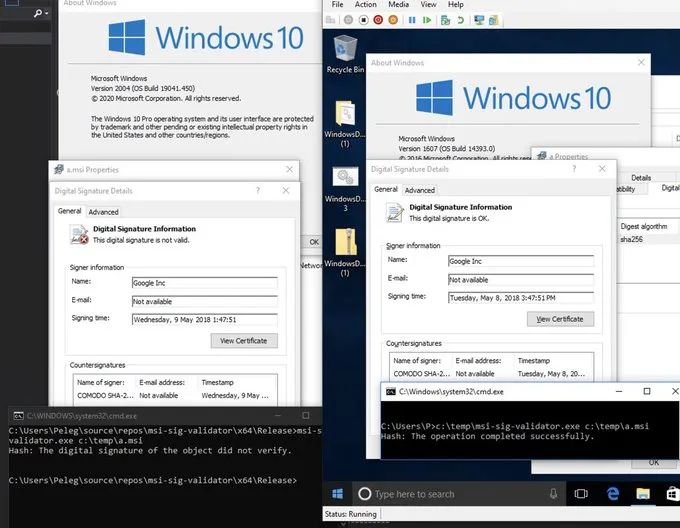 About Windows
Windows 10
Microsoft Windows
Version 2004 (OS Build 19041.450)
© 2020 Microsoft Corporation. All rights reserved.
The Windows 10 Pro operating system and its user interface are protected
by trademark and other pending or existing intellectual property rights in
the United States and other countries/regions.
a.msi Properties
Digital Signature Details
General Advanced
Digital Signature Information
This digital signature is not valid.
Signer information
Name: Google Inc
E-mail: Not available
Signing time: Wednesday, 9 May 2018 1:47:51
View Certificate
Countersignatures
Name of signer: E-mail address: Timestamp
COMODO SHA-2... Not available Wednesday, 9 May ...
OK
Networ
C:\WINDOWS\system32\cmd.exe
C:\Users\Peleg\source\repos\msi-sig-validator\x64\Release>msi-s
validator.exe c:\temp\a.msi
Hash: The digital signature of the object did not verify.
C:\Users\Peleg\source\repos\msi-sig-validator\x64\Release>
File Action Media View Help
Recycle Bin
WindowsD...
(1)
WindowsD...
3
WindowsD...
(1)
About Windows
Windows 10
Microsoft Windows
Version 1607 (OS Build 14393.0)
© 2016 Microsoft Corporation. All rights reserved.
a Properties
Details
Digital
Digest algorithm
sha256
Digital Signature Details
General Advanced
Digital Signature Information
This digital signature is OK.
Signer information
Name: Google Inc
E-mail: Not available
Signing time: Tuesday, May 8, 2018 3:47:51 PM
View Certificate
Countersignatures
Name of signer: E-mail address: Timestamp
COMODO SHA-2... Not available Tuesday, May 8, 20...
C:\Windows\system32\cmd.exe
C:\Users\P>c:\temp\msi-sig-validator.exe c:\temp\a.msi
Hash: The operation completed successfully.
OK
Type here to search
Status: Running